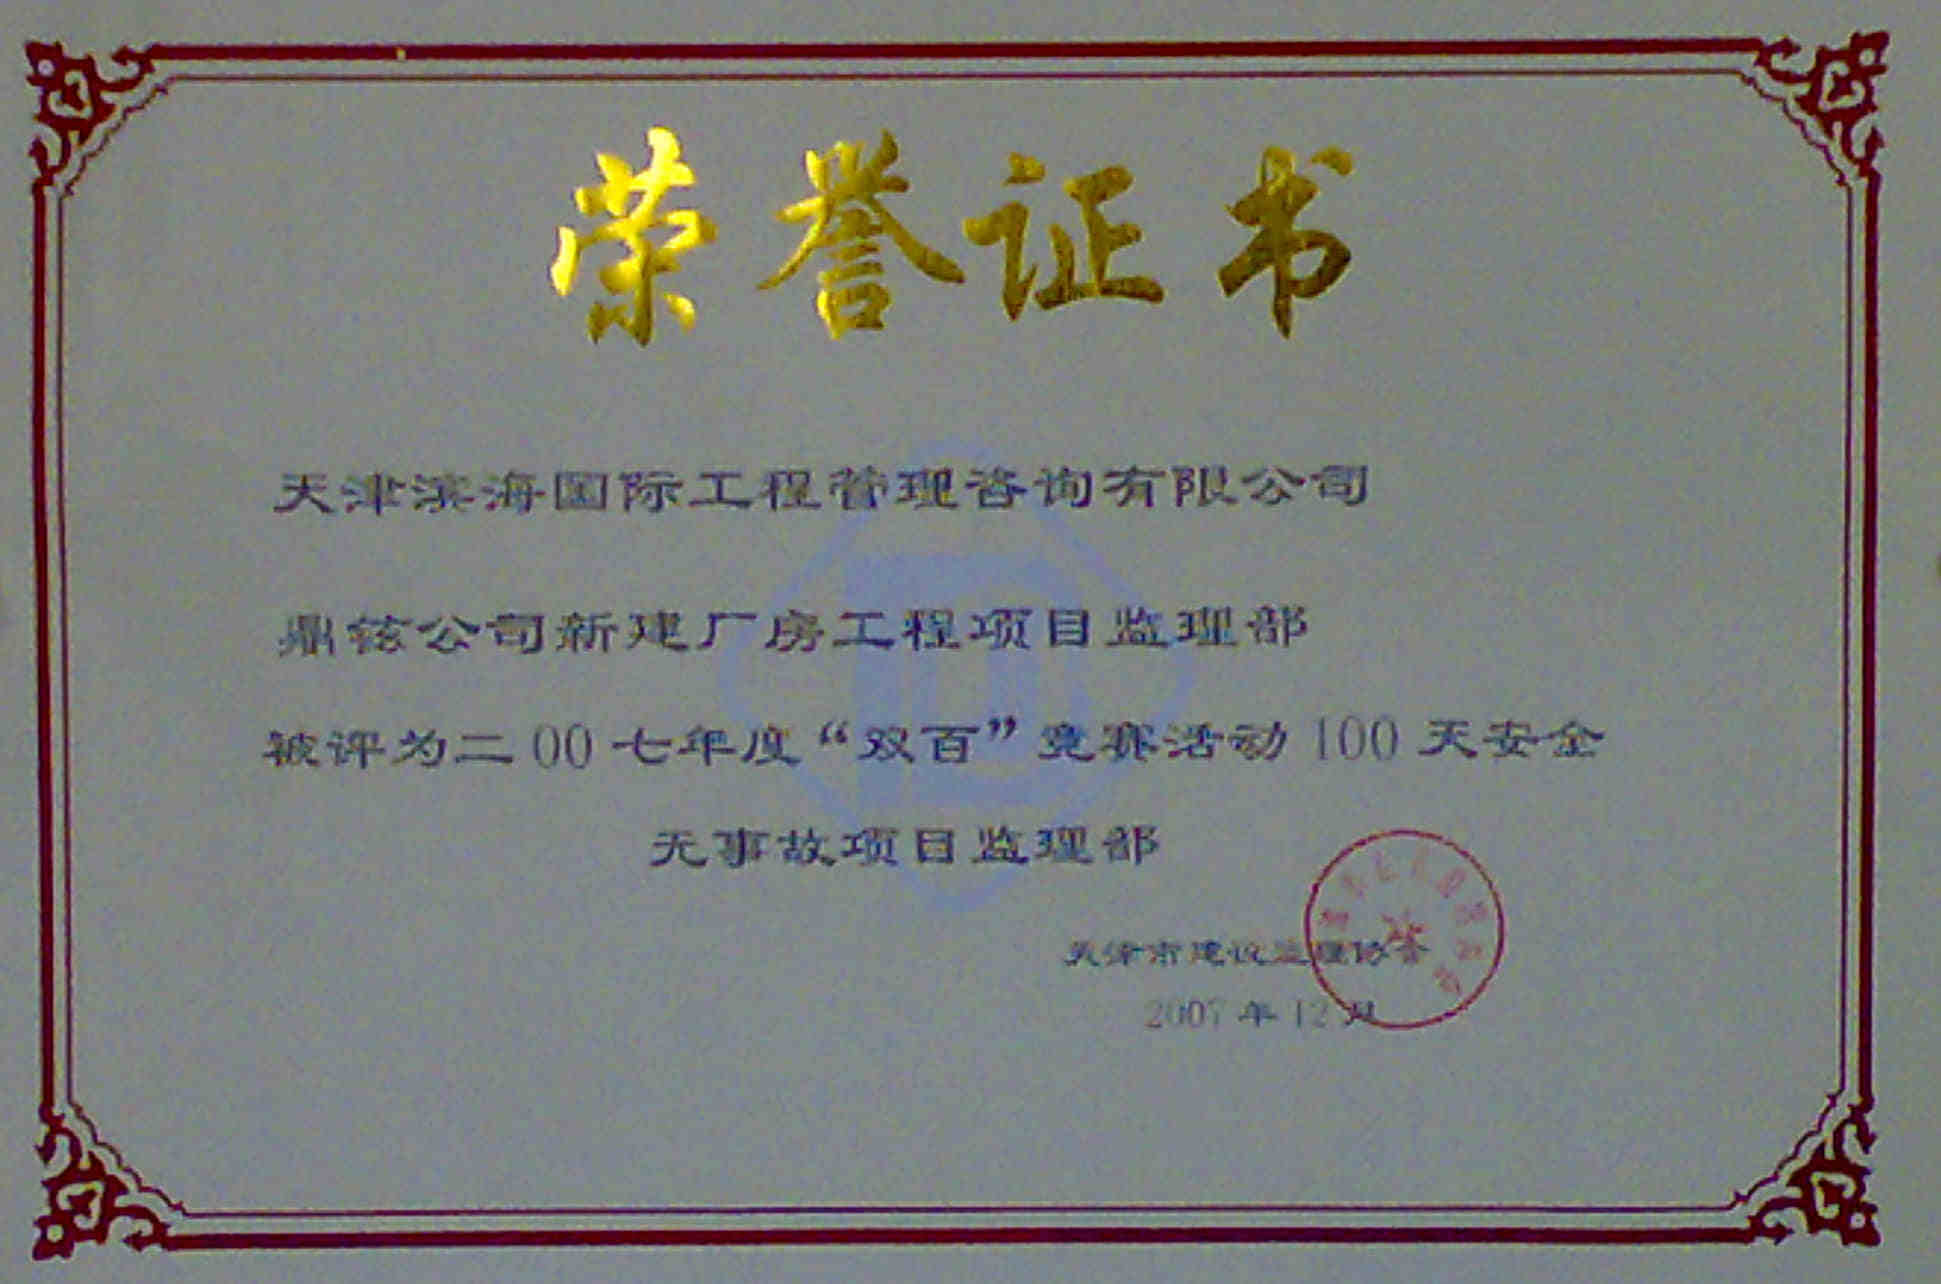 荣誉证书
天津滨海国际工程管理咨询有限公司
鼎铉公司新建厂房工程项目监理部
被评为二00七年度“双百”竞赛活动100天安全
无事故项目监理部
天津市建设监理协会
2007年12月